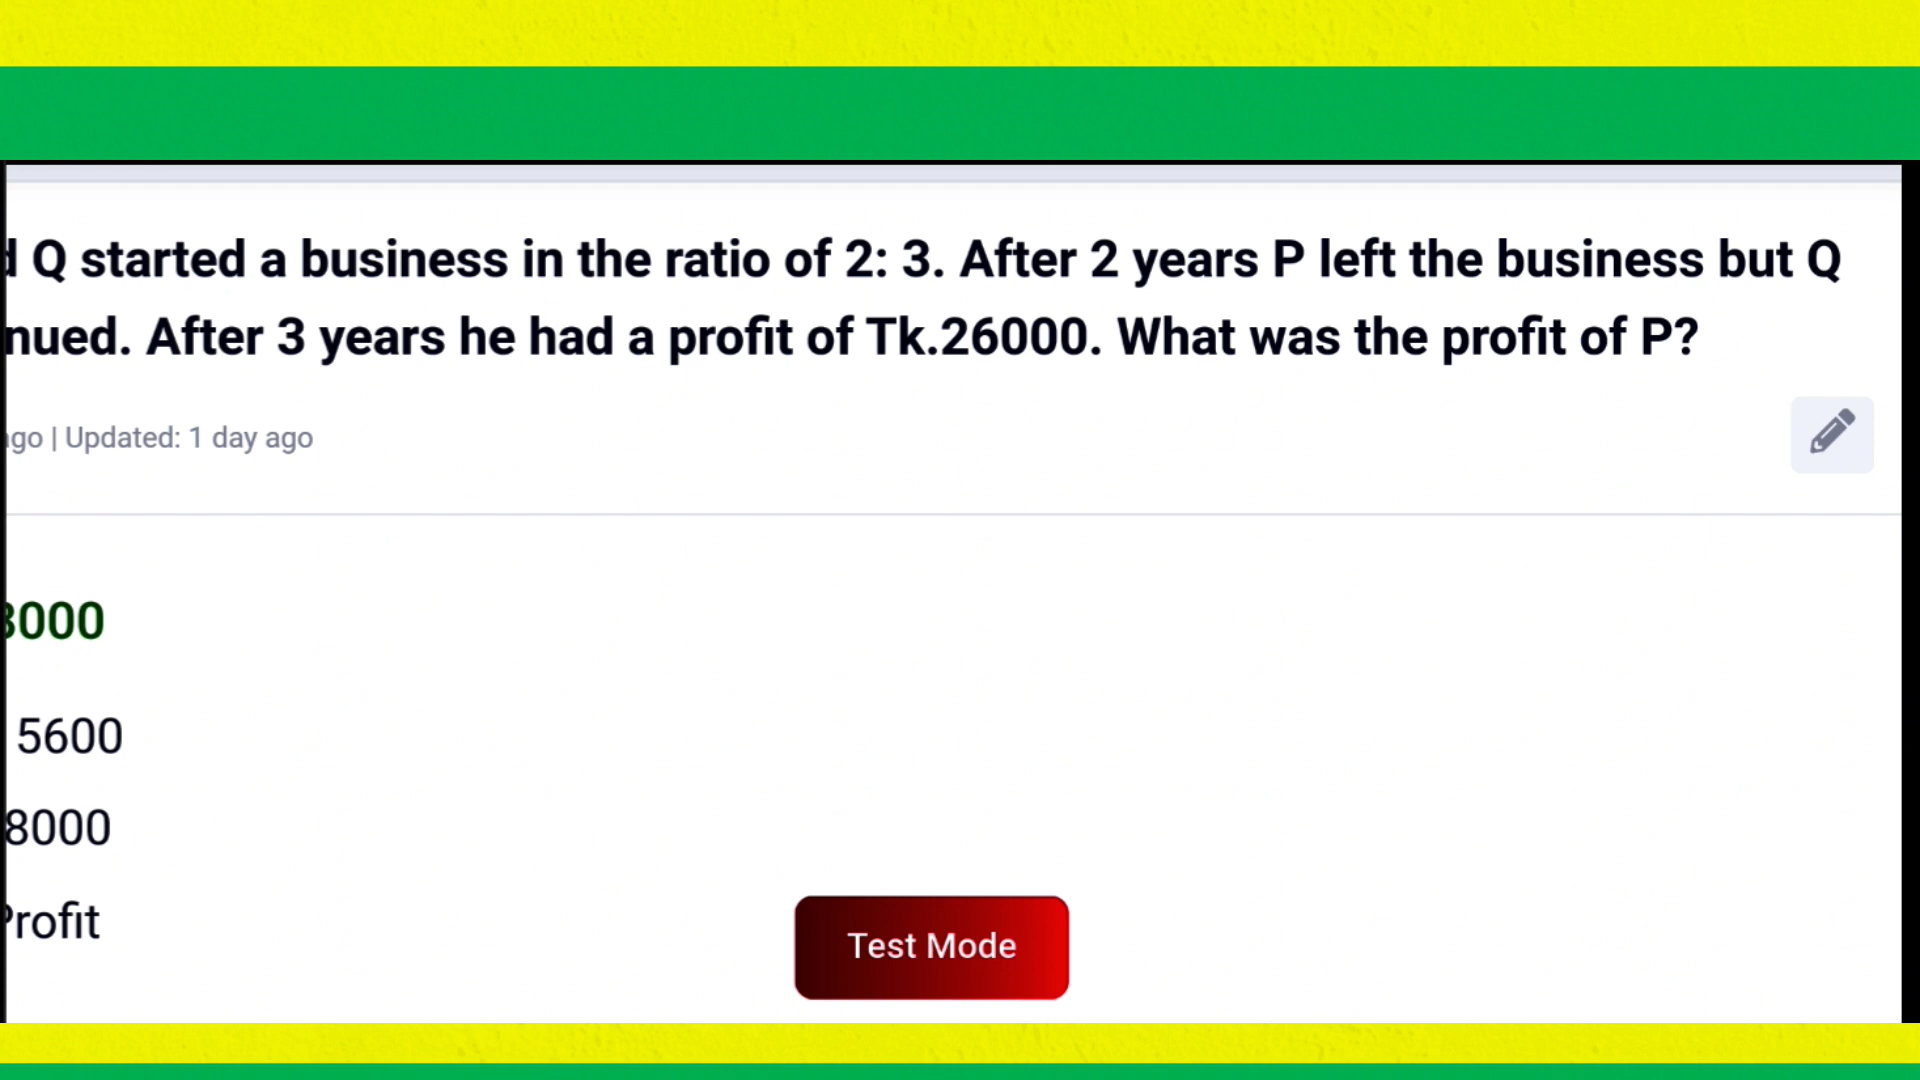 Q started a business in the ratio of 2: 3. After 2 years P left the business but Q
nued. After 3 years he had a profit of Tk.26000. What was the profit of P?
go | Updated: 1 day ago
000
5600
8000
rofit
Test Mode